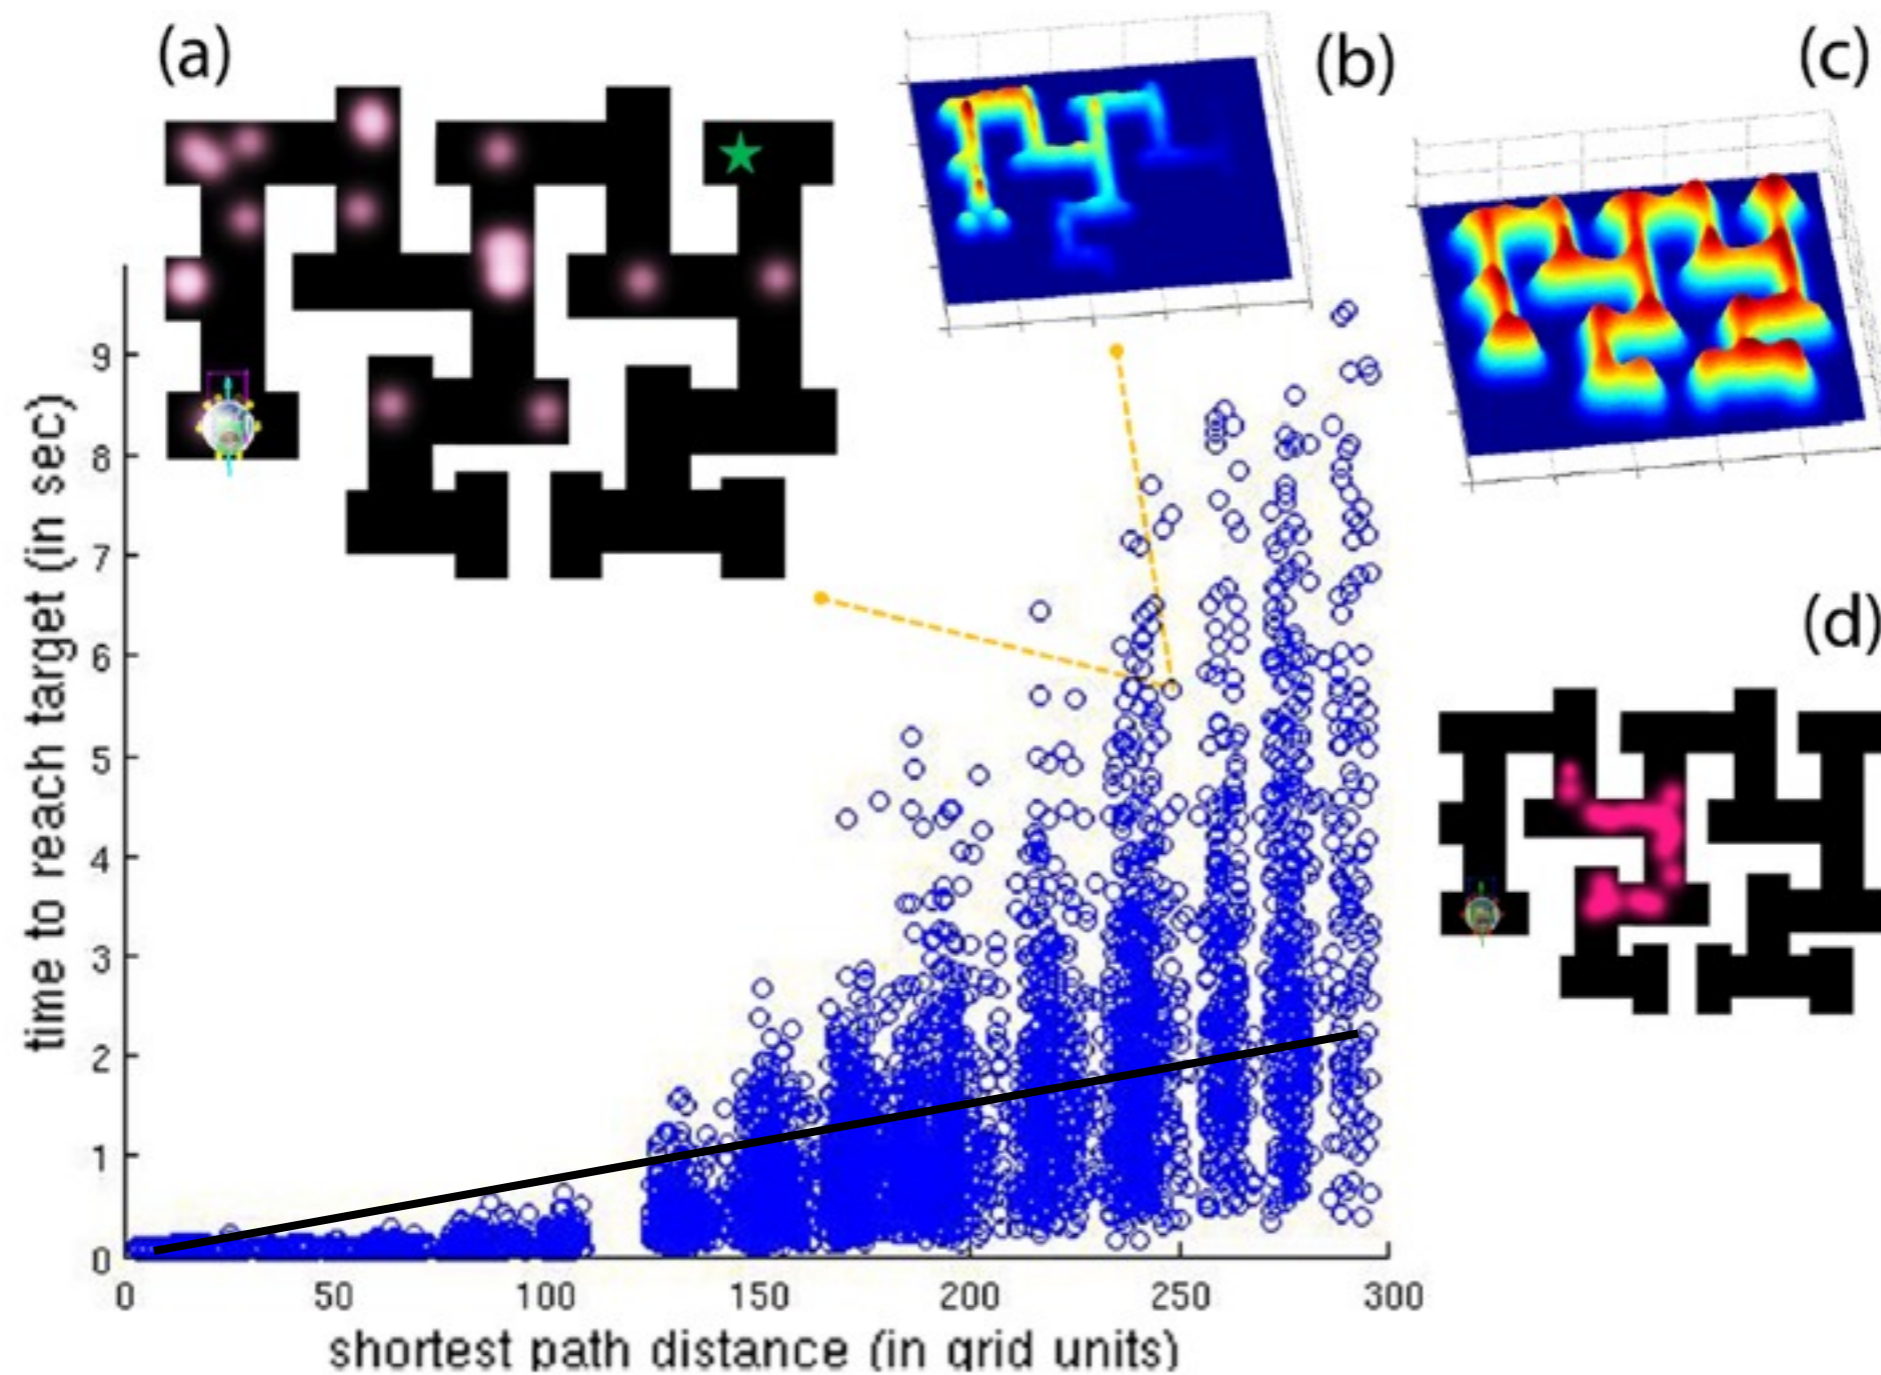 (a)
(b)
(c)
(d)
time to reach target (in sec)
9
8
7
6
5
4
3
2
1
0
0 50 100 150 200 250 300
shortest path distance (in grid units)